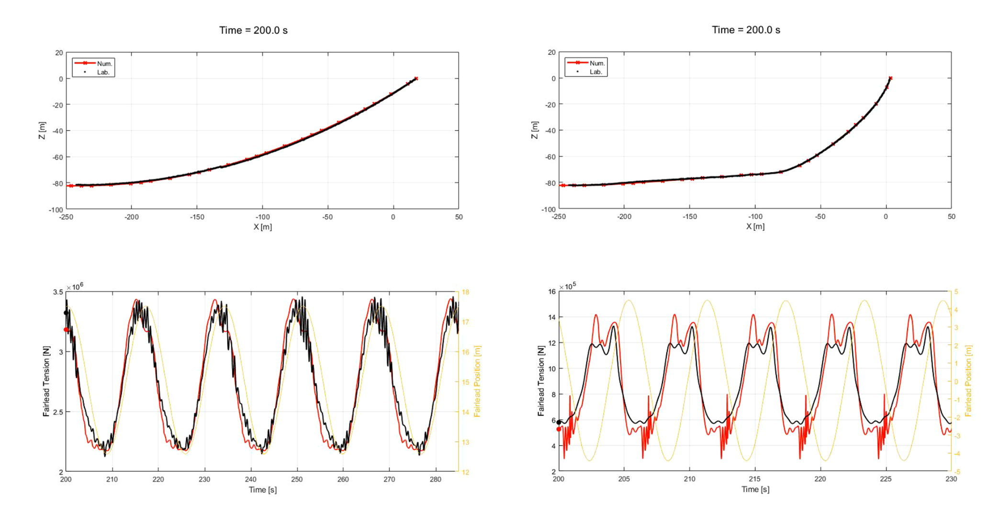 Time = 200.0 s
20
0
-20
-40
-60
-80
-100
Z [m]
Num.
Lab.
-250 -200 -150 -100 -50 0 50
X [m]
Time = 200.0 s
20
0
-20
-40
-60
-80
-100
Z [m]
Num.
Lab.
-250 -200 -150 -100 -50 0 50
X [m]
×10⁶
3.5
3
2.5
2
Fairlead Tension [N]
18
17
16
15
14
13
12
Fairlead Position [m]
200 210 220 230 240 250 260 270 280
Time [s]
×10⁵
16
14
12
10
8
6
4
2
Fairlead Tension [N]
5
4
3
2
1
0
-1
-2
-3
-4
-5
Fairlead Position [m]
200 205 210 215 220 225 230
Time [s]